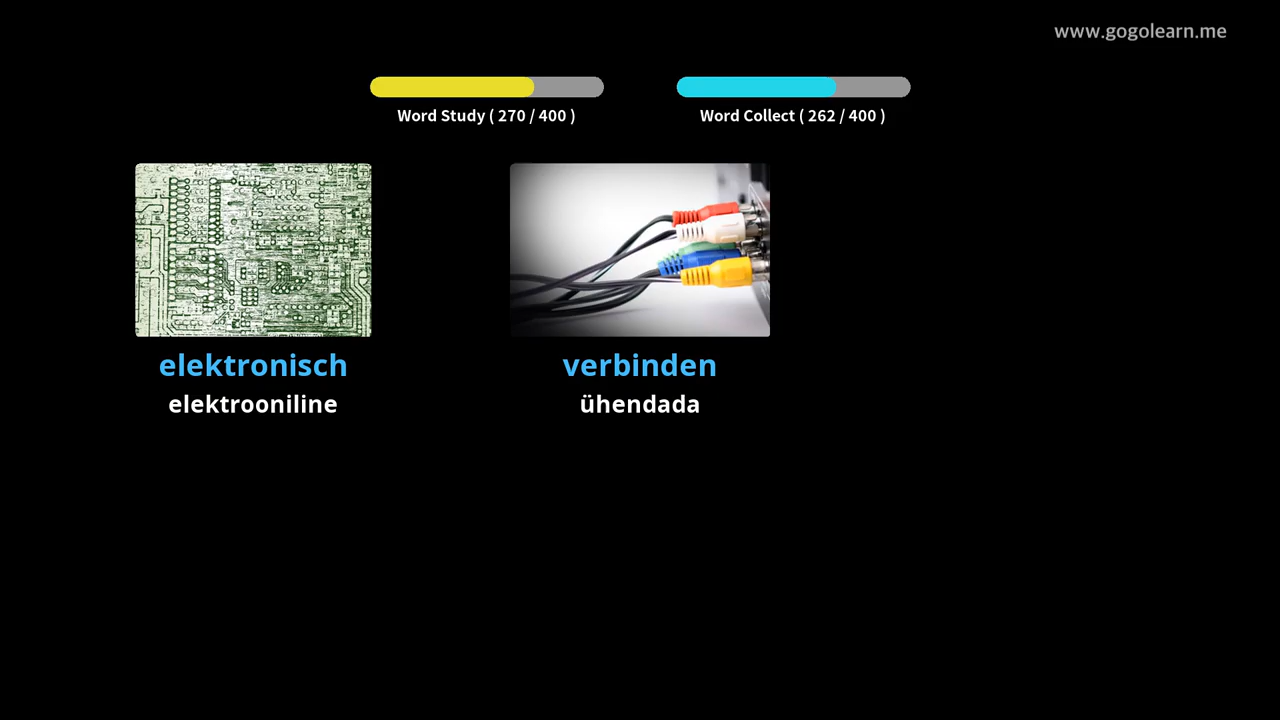 www.gogolearn.me
Word Study ( 270 / 400 )
Word Collect ( 262 / 400 )
elektronisch
elektrooniline
verbinden
ühendada